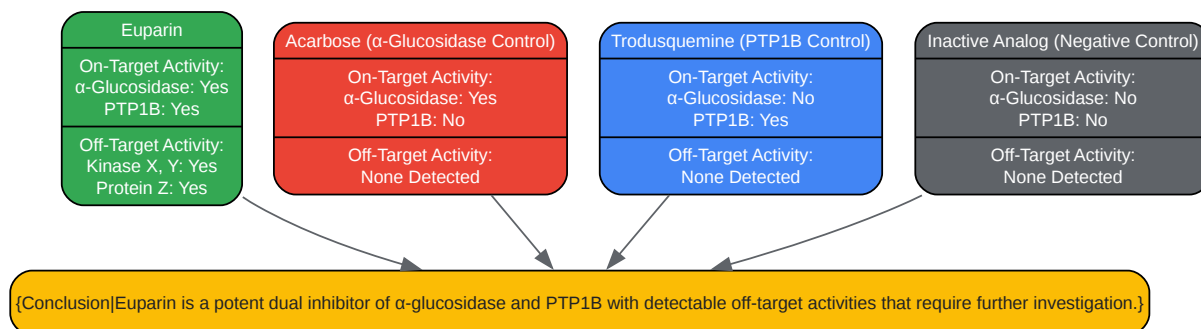 Euparin
On-Target Activity:
α-Glucosidase: Yes
PTP1B: Yes
Off-Target Activity:
Kinase X, Y: Yes
Protein Z: Yes
Acarbose (α-Glucosidase Control)
On-Target Activity:
α-Glucosidase: Yes
PTP1B: No
Off-Target Activity:
None Detected
Trodusquemine (PTP1B Control)
On-Target Activity:
α-Glucosidase: No
PTP1B: Yes
Off-Target Activity:
None Detected
Inactive Analog (Negative Control)
On-Target Activity:
α-Glucosidase: No
PTP1B: No
Off-Target Activity:
None Detected
{Conclusion|Euparin is a potent dual inhibitor of α-glucosidase and PTP1B with detectable off-target activities that require further investigation.}